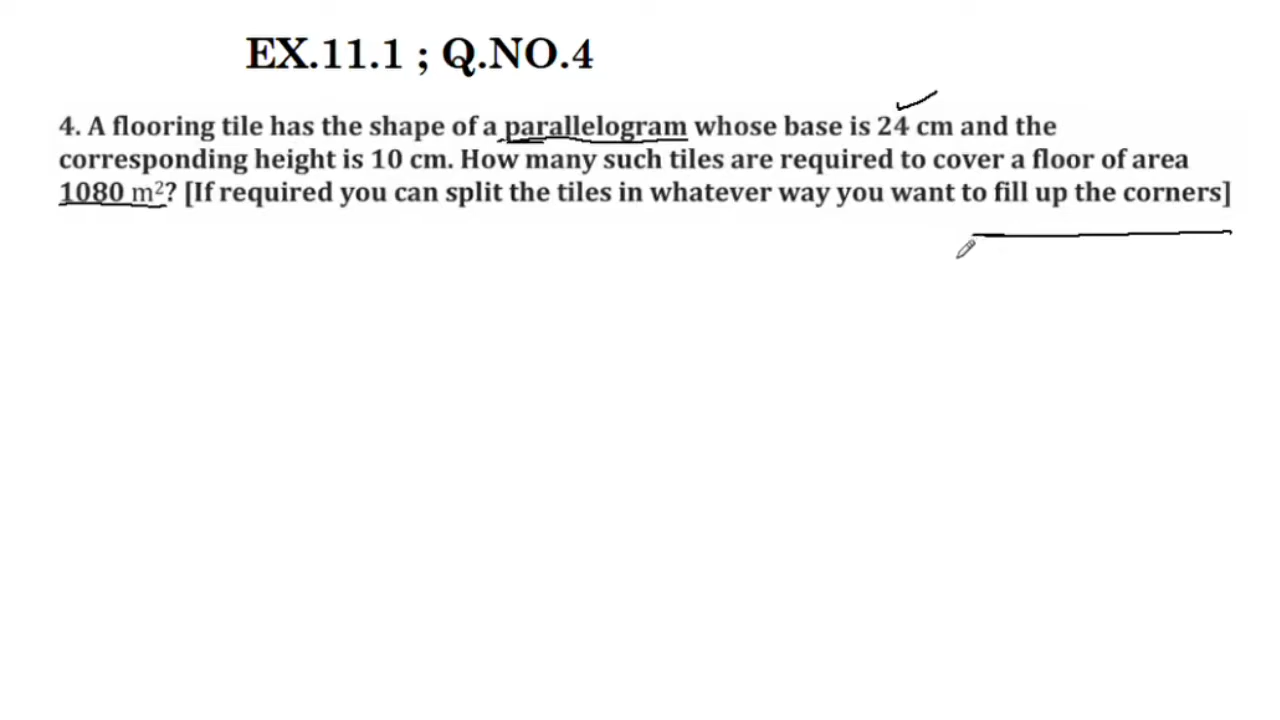 EX.11.1 ; Q.NO.4
4. A flooring tile has the shape of a parallelogram whose base is 24 cm and the
corresponding height is 10 cm. How many such tiles are required to cover a floor of area
1080 m²? [If required you can split the tiles in whatever way you want to fill up the corners]